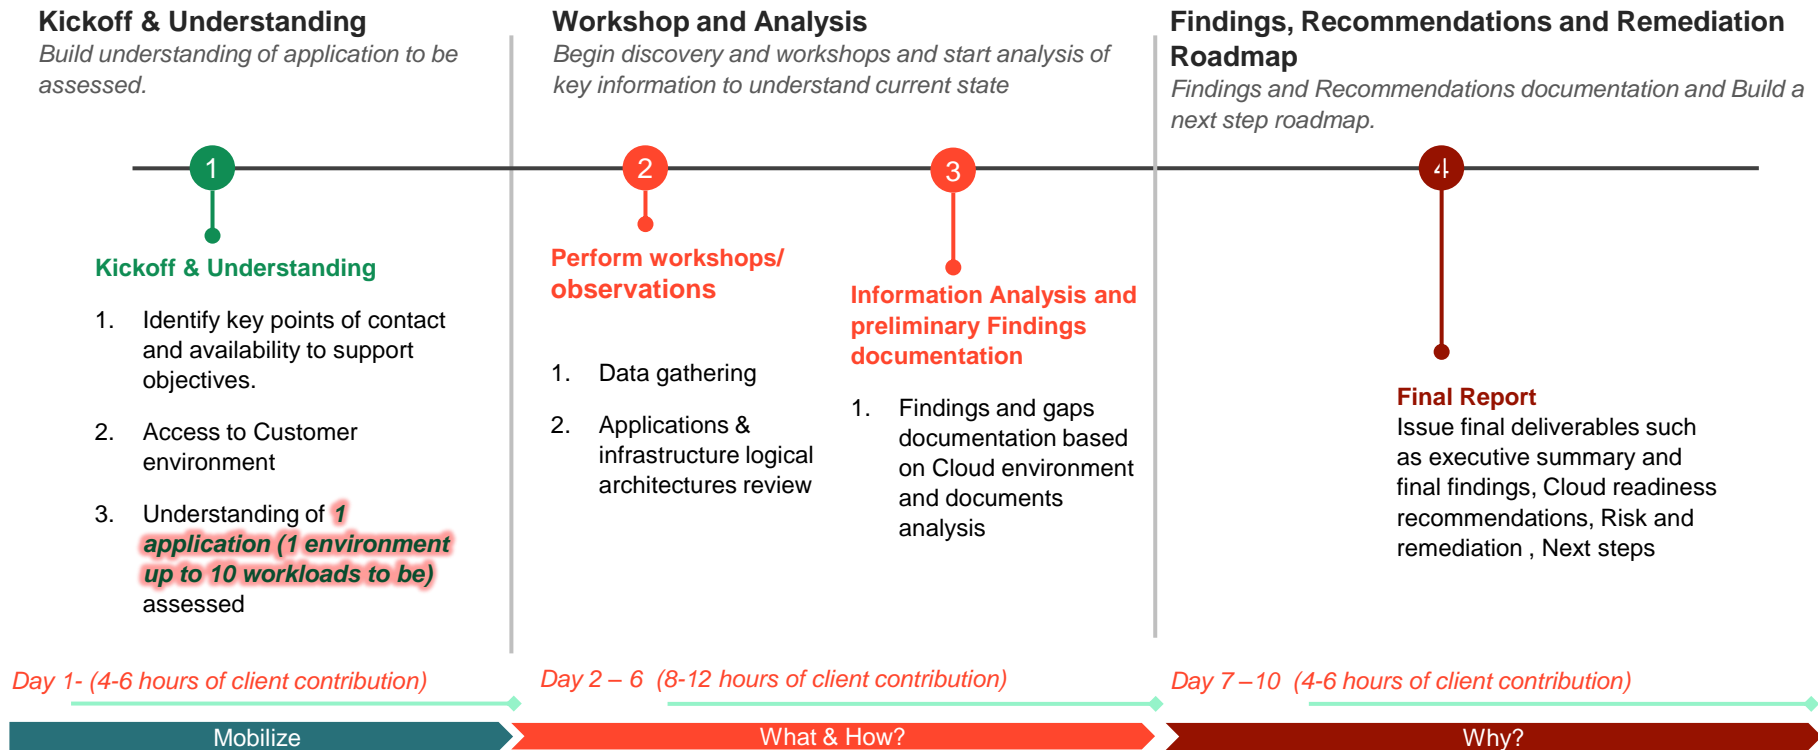 Kickoff & Understanding
Build understanding of application to be
assessed.
Workshop and Analysis
Begin discovery and workshops and start analysis of
key information to understand current state
Findings, Recommendations and Remediation
Roadmap
Findings and Recommendations documentation and Build a
next step roadmap.
1
2
3
4
Kickoff & Understanding
1. Identify key points of contact
and availability to support
objectives.
2. Access to Customer
environment
3. Understanding of 1
application (1 environment
up to 10 workloads to be)
assessed
Perform workshops/
observations
1. Data gathering
2. Applications &
infrastructure logical
architectures review
Information Analysis and
preliminary Findings
documentation
1. Findings and gaps
documentation based
on Cloud environment
and documents
analysis
Final Report
Issue final deliverables such
as executive summary and
final findings, Cloud readiness
recommendations, Risk and
remediation , Next steps
Day 1- (4-6 hours of client contribution)
Day 2 – 6 (8-12 hours of client contribution)
Day 7 –10 (4-6 hours of client contribution)
Mobilize
What & How?
Why?